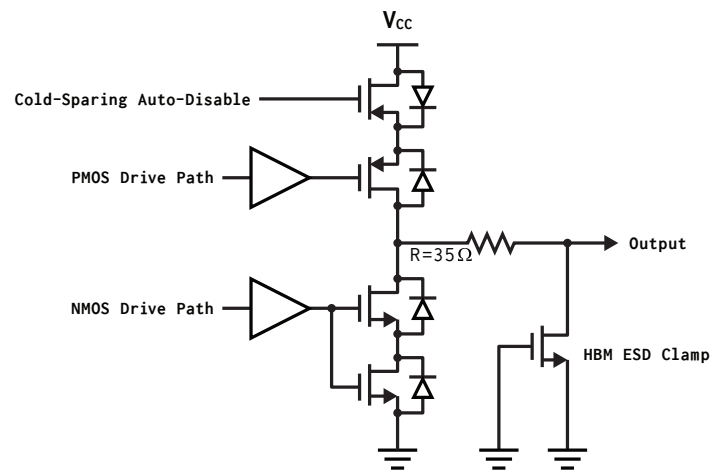 Vcc
Cold-Sparing Auto-Disable
PMOS Drive Path
Output
R=35Ω
NMOS Drive Path
HBM ESD Clamp